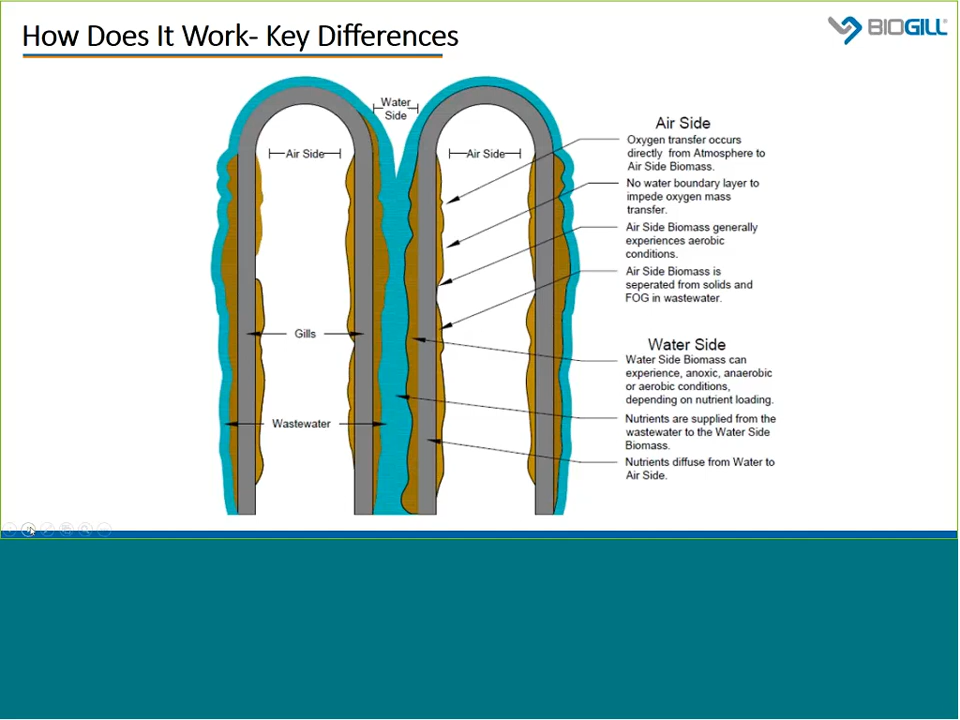 How Does It Work- Key Differences
BIOGILL
Water
Side
Air Side
Air Side
Gills
Wastewater
Air Side
Oxygen transfer occurs
directly from Atmosphere to
Air Side Biomass.
No water boundary layer to
impede oxygen mass
transfer.
Air Side Biomass generally
experiences aerobic
conditions.
Air Side Biomass is
seperated from solids and
FOG in wastewater.
Water Side
Water Side Biomass can
experience, anoxic, anaerobic
or aerobic conditions,
depending on nutrient loading.
Nutrients are supplied from the
wastewater to the Water Side
Biomass.
Nutrients diffuse from Water to
Air Side.